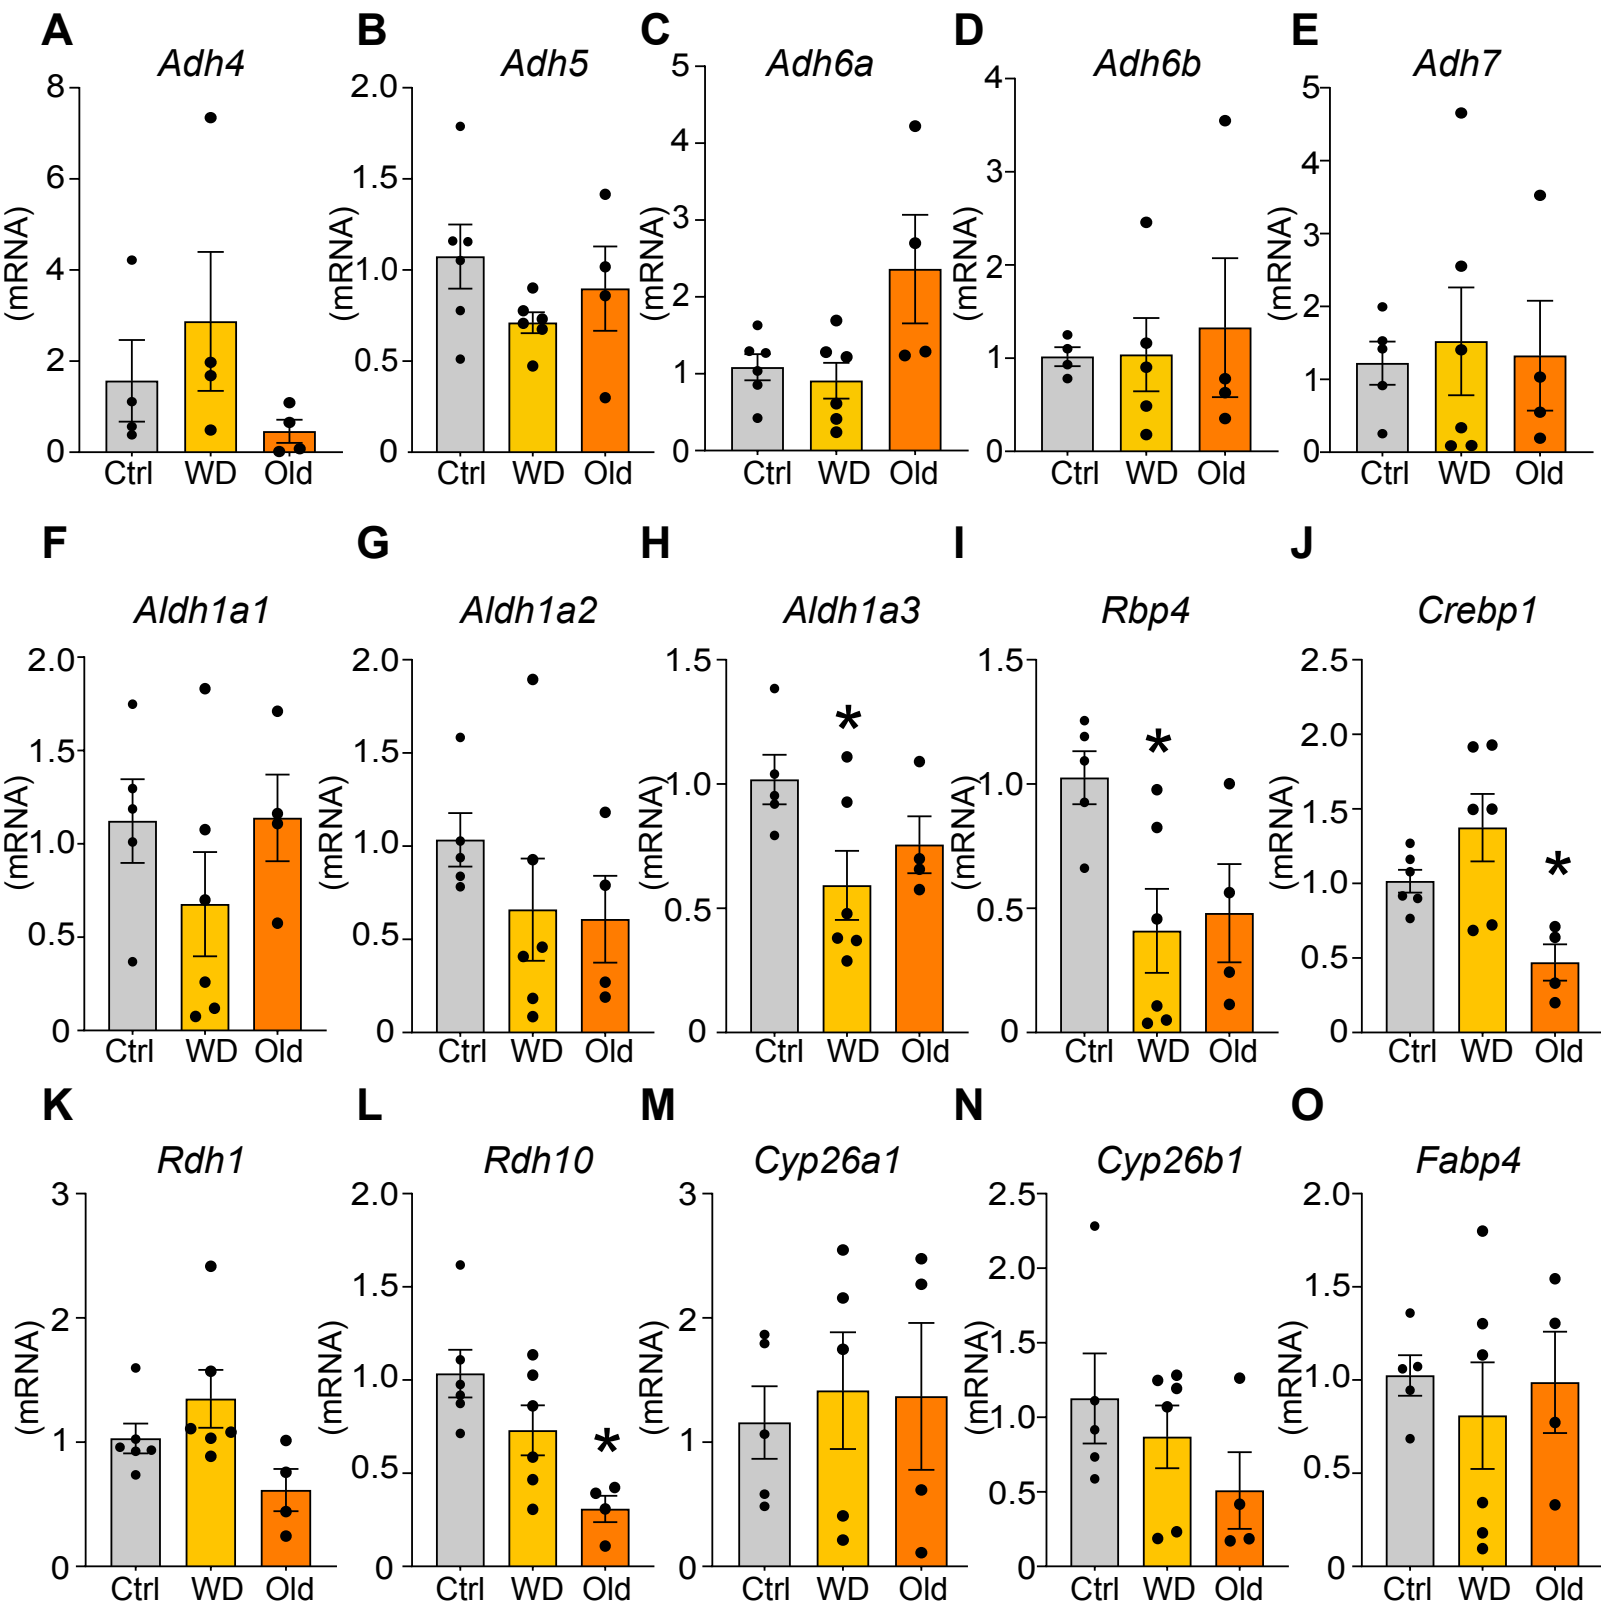 A B C D E
Adh4 Adh5 Adh6a Adh6b Adh7
(mRNA) 8 6 4 2 0
Ctrl WD Old
(mRNA) 2.0 1.5 1.0 0.5 0
Ctrl WD Old
(mRNA) 5 4 3 2 1 0
Ctrl WD Old
(mRNA) 4 3 2 1 0
Ctrl WD Old
(mRNA) 5 4 3 2 1 0
Ctrl WD Old
F G H I J
Aldh1a1 Aldh1a2 Aldh1a3 Rbp4 Crebp1
(mRNA) 2.0 1.5 1.0 0.5 0
Ctrl WD Old
(mRNA) 2.0 1.5 1.0 0.5 0
Ctrl WD Old
(mRNA) 1.5 1.0 0.5 0
*
Ctrl WD Old
(mRNA) 1.5 1.0 0.5 0
*
Ctrl WD Old
(mRNA) 2.5 2.0 1.5 1.0 0.5 0
*
Ctrl WD Old
K L M N O
Rdh1 Rdh10 Cyp26a1 Cyp26b1 Fabp4
(mRNA) 3 2 1 0
Ctrl WD Old
(mRNA) 2.0 1.5 1.0 0.5 0
*
Ctrl WD Old
(mRNA) 3 2 1 0
Ctrl WD Old
(mRNA) 2.5 2.0 1.5 1.0 0.5 0
Ctrl WD Old
(mRNA) 2.0 1.5 1.0 0.5 0
Ctrl WD Old